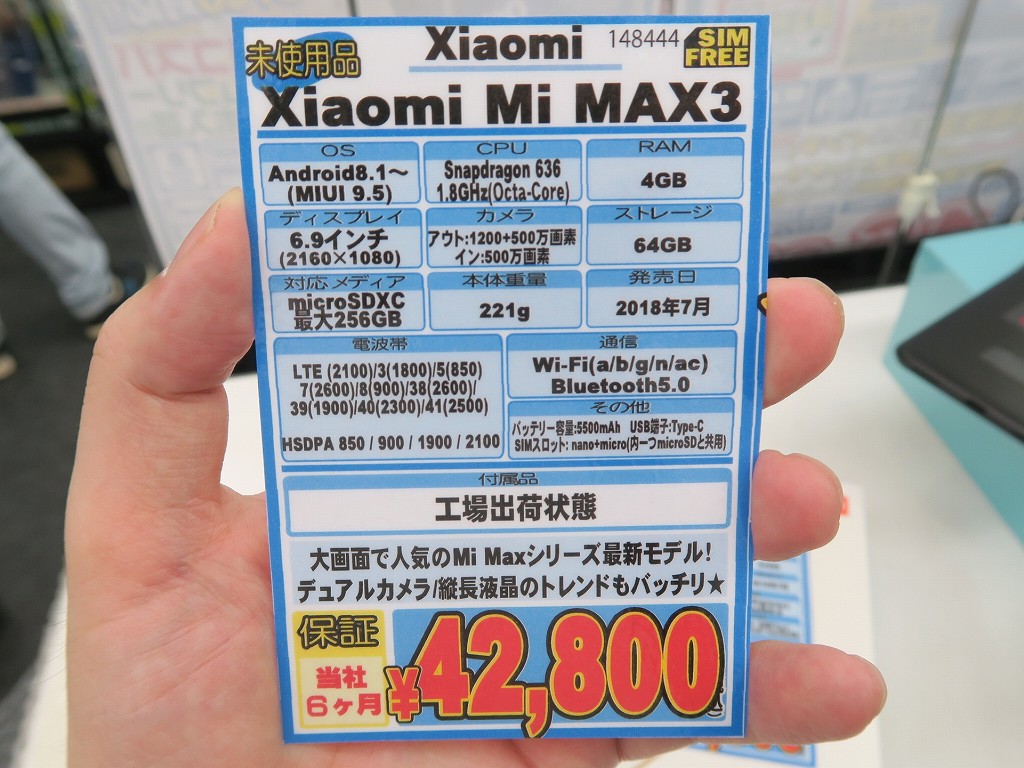 未使用品
Xiaomi
148444
SIM
FREE
Xiaomi Mi MAX3
OS
Android8.1～
(MIUI 9.5)
CPU
Snapdragon 636
1.8GHz(Octa-Core)
RAM
4GB
ディスプレイ
6.9インチ
(2160×1080)
カメラ
アウト:1200+500万画素
イン:500万画素
ストレージ
64GB
対応メディア
microSDXC
最大256GB
本体重量
221g
発売日
2018年7月
電波帯
LTE (2100)/3(1800)/5(850)
7(2600)/8(900)/38(2600)/
39(1900)/40(2300)/41(2500)
HSDPA 850 / 900 / 1900 / 2100
通信
Wi-Fi(a/b/g/n/ac)
Bluetooth5.0
その他
バッテリー容量:5500mAh USB端子:Type-C
SIMスロット: nano+micro(内一つmicroSDと共用)
付属品
工場出荷状態
大画面で人気のMi Maxシリーズ最新モデル!
デュアルカメラ/縦長液晶のトレンドもバッチリ★
保証
当社
6ヶ月
¥42,800